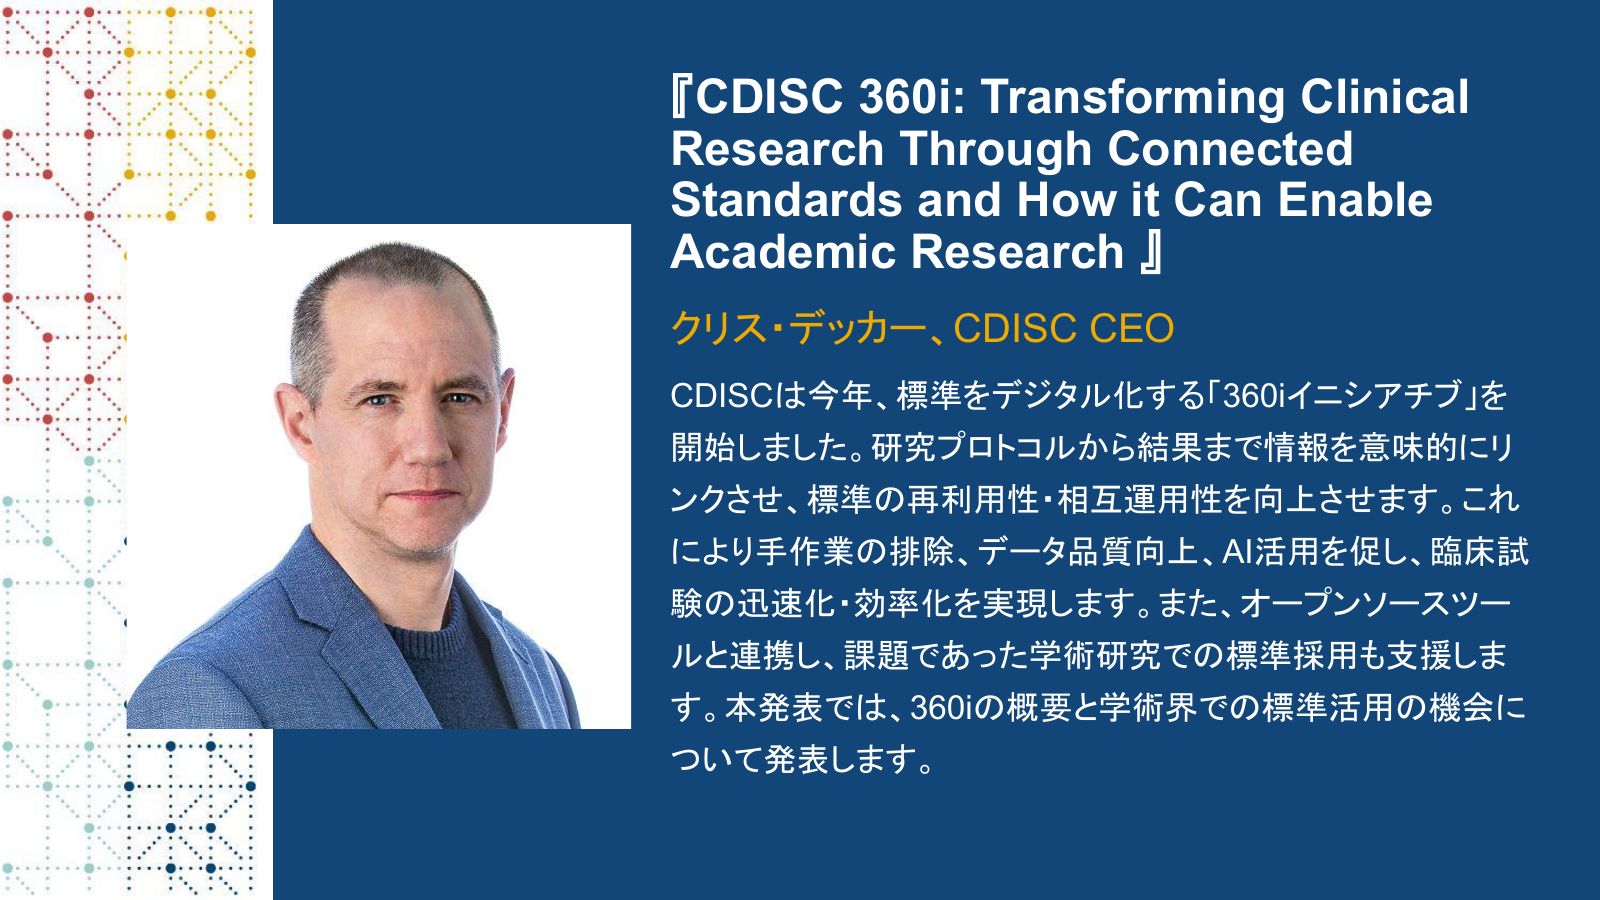 『CDISC 360i: Transforming Clinical
Research Through Connected
Standards and How it Can Enable
Academic Research 』
クリス・デッカー、CDISC CEO
CDISCは今年、標準をデジタル化する「360iイニシアチブ」を
開始しました。研究プロトコルから結果まで情報を意味的にリ
ンクさせ、標準の再利用性・相互運用性を向上させます。これ
により手作業の排除、データ品質向上、AI活用を促し、臨床試
験の迅速化・効率化を実現します。また、オープンソースツー
ルと連携し、課題であった学術研究での標準採用も支援しま
す。本発表では、360iの概要と学術界での標準活用の機会に
ついて発表します。